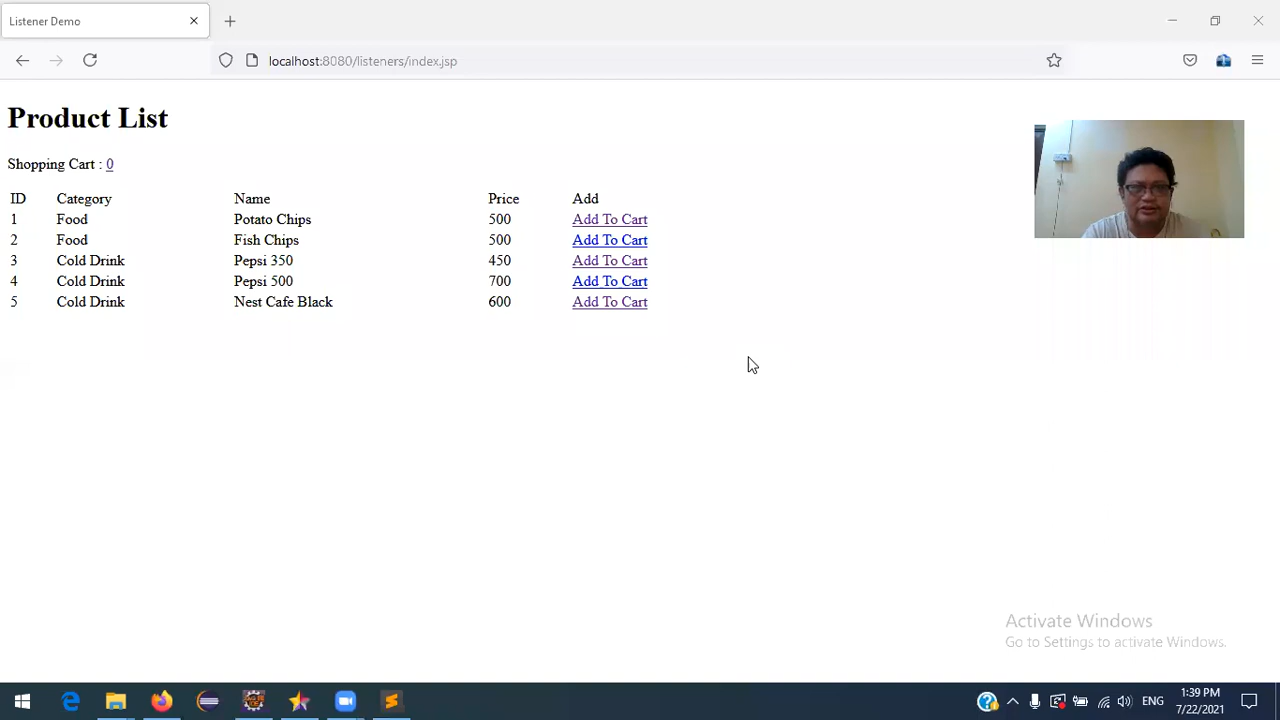 Listener Demo
localhost:8080/listeners/index.jsp
Product List
Shopping Cart : 0
ID Category Name Price Add
1 Food Potato Chips 500 Add To Cart
2 Food Fish Chips 500 Add To Cart
3 Cold Drink Pepsi 350 450 Add To Cart
4 Cold Drink Pepsi 500 700 Add To Cart
5 Cold Drink Nest Cafe Black 600 Add To Cart
Activate Windows
Go to Settings to activate Windows.
ENG
1:39 PM
7/22/2021